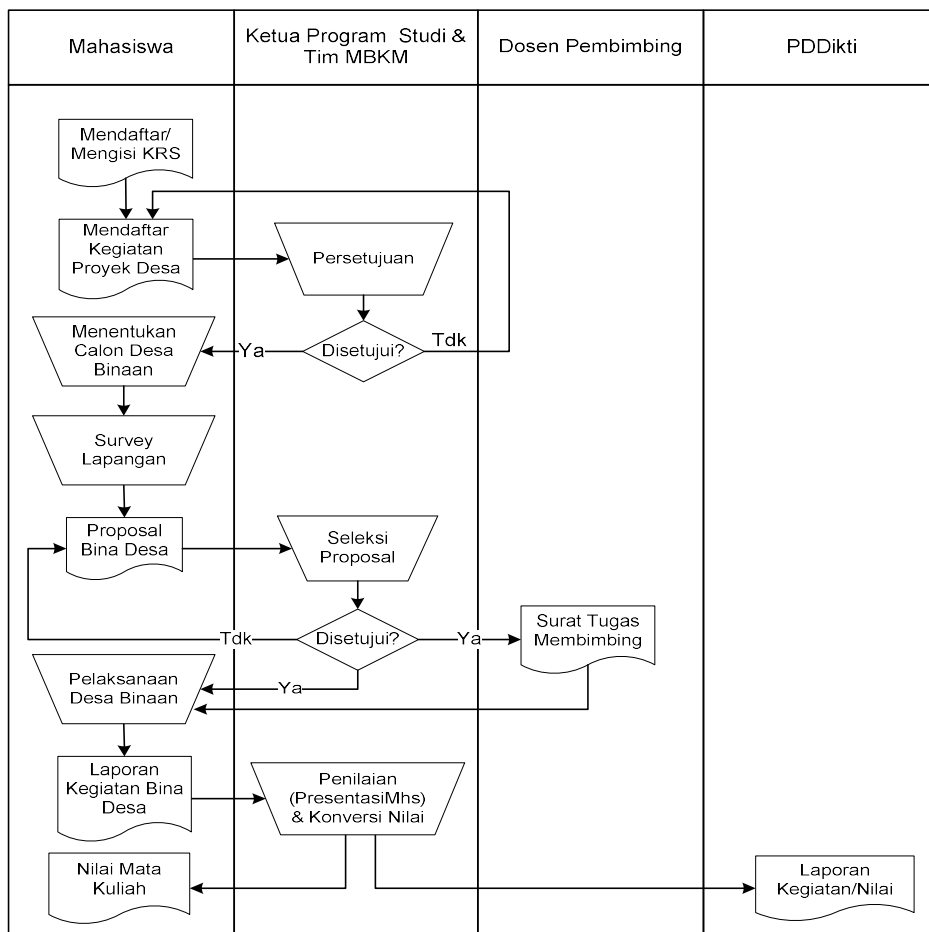 Mahasiswa
Ketua Program Studi &
Tim MBKM
Dosen Pembimbing
PDDikti
Mendaftar/
Mengisi KRS
Mendaftar
Kegiatan
Proyek Desa
Persetujuan
Menentukan
Calon Desa
Binaan
Ya
Disetujui?
Tdk
Survey
Lapangan
Proposal
Bina Desa
Seleksi
Proposal
Tdk
Disetujui?
Ya
Surat Tugas
Membimbing
Pelaksanaan
Desa Binaan
Ya
Laporan
Kegiatan Bina
Desa
Penilaian
(PresentasiMhs)
& Konversi Nilai
Nilai Mata
Kuliah
Laporan
Kegiatan/Nilai